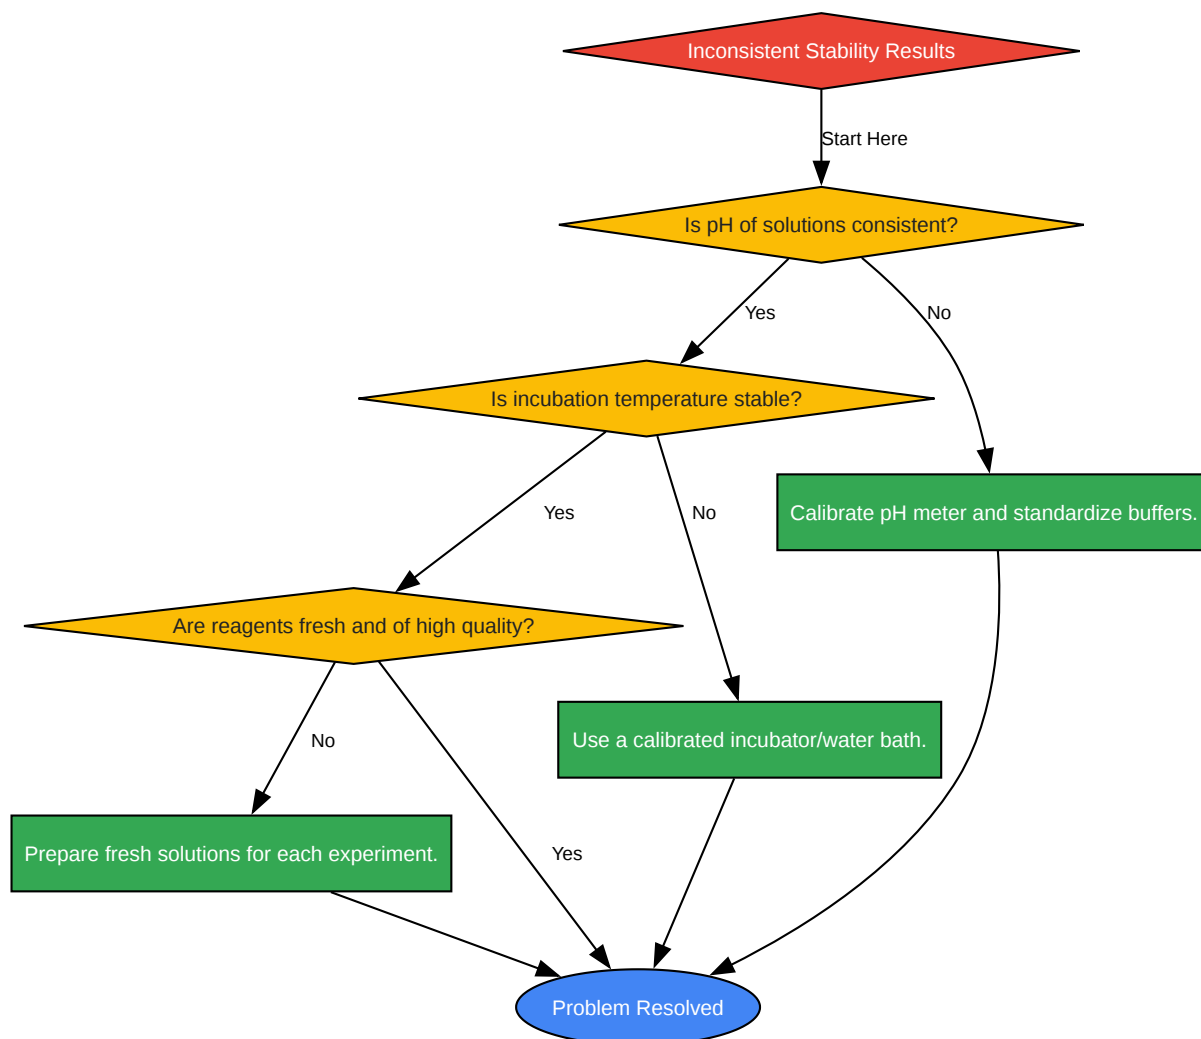 Inconsistent Stability Results
Start Here
Is pH of solutions consistent?
Yes
No
Is incubation temperature stable?
Yes
No
Calibrate pH meter and standardize buffers.
Are reagents fresh and of high quality?
No
Use a calibrated incubator/water bath.
Prepare fresh solutions for each experiment.
Yes
Problem Resolved